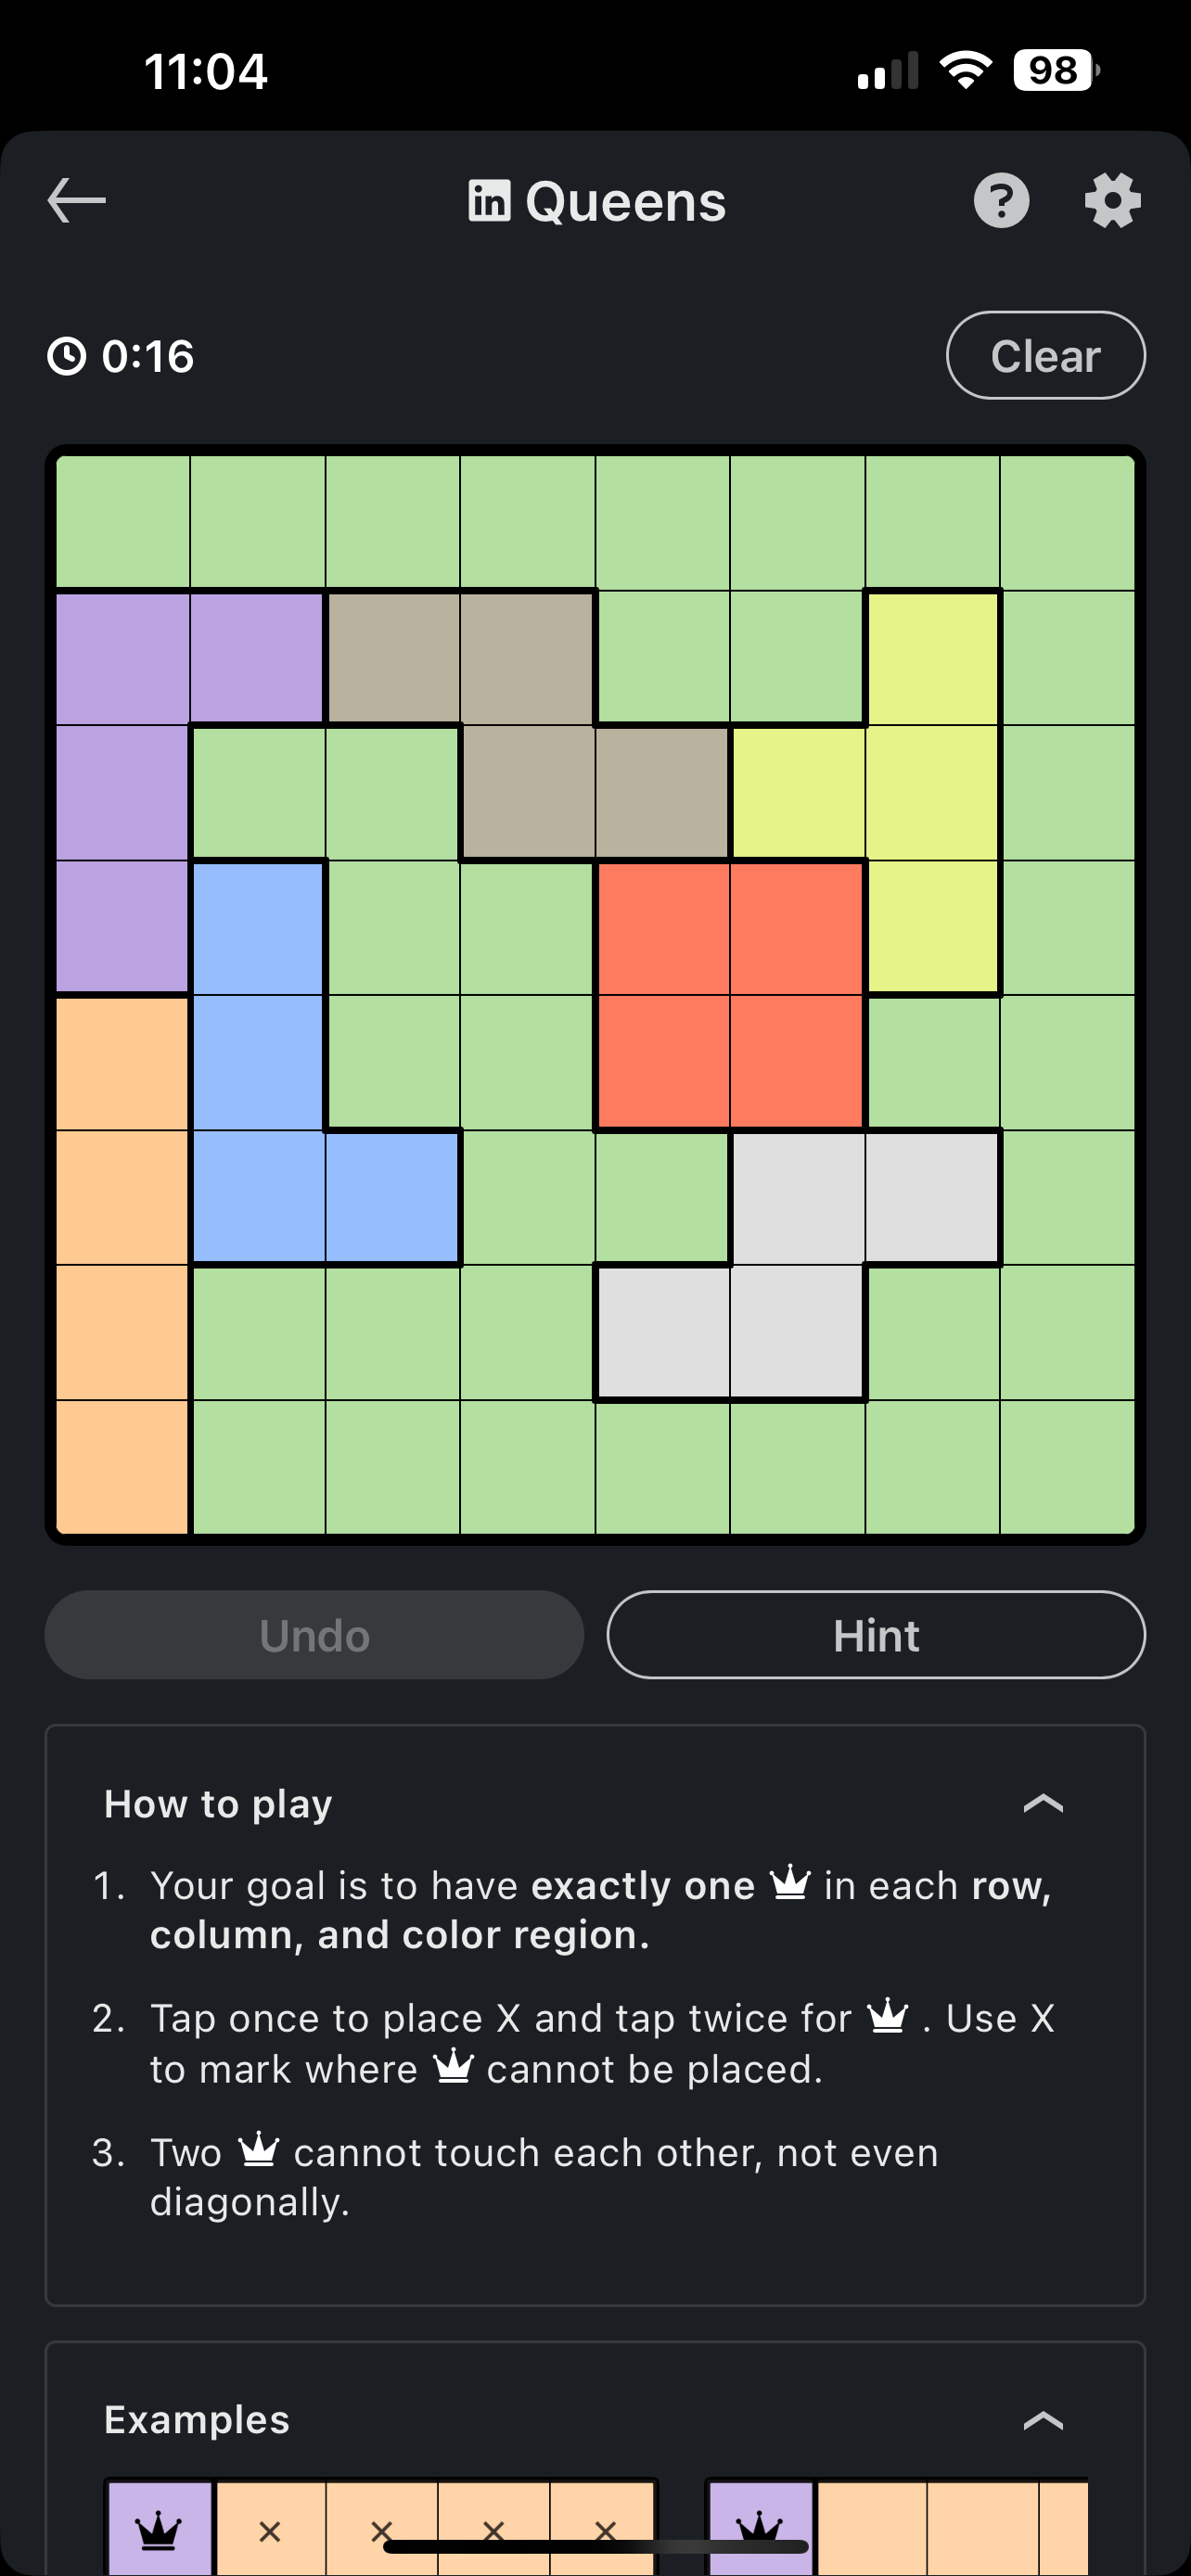 11:04
98
in Queens
?
0:16
Clear
Undo
Hint
How to play
1. Your goal is to have exactly one in each row,
column, and color region.
2. Tap once to place X and tap twice for . Use X
to mark where cannot be placed.
3. Two cannot touch each other, not even
diagonally.
Examples
× × × ×